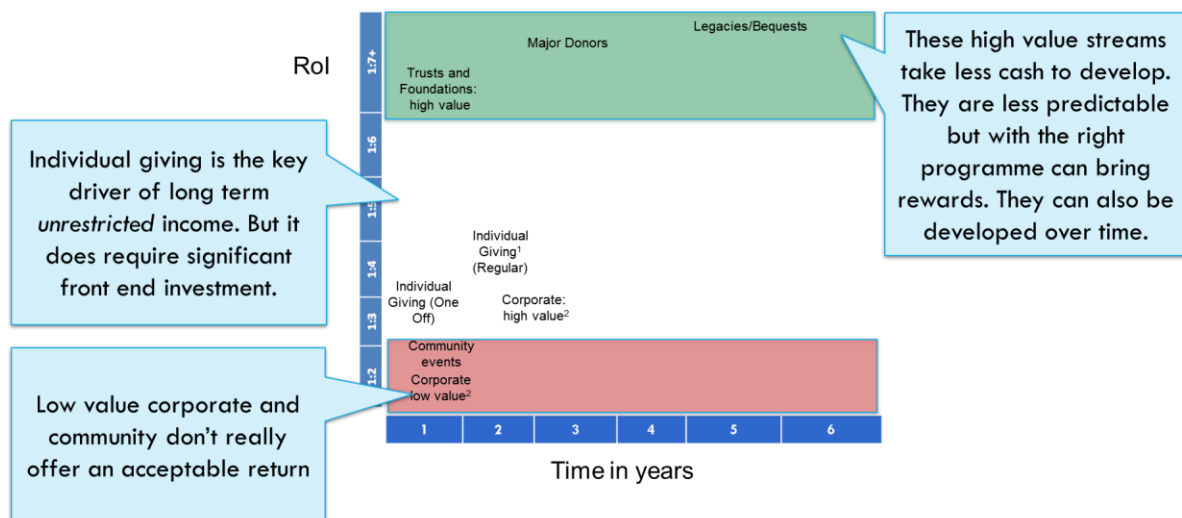 Legacies/Bequests
Major Donors
RoI
1:7+
Trusts and
Foundations:
high value
These high value streams
take less cash to develop.
They are less predictable
but with the right
programme can bring
rewards. They can also be
developed over time.
1:6
Individual giving is the key
driver of long term
unrestricted income. But it
does require significant
front end investment.
Individual
Giving¹
(Regular)
1:4
Individual
Giving (One
Off)
Corporate:
high value²
1:3
Community
events
1:2
Corporate
low value²
Low value corporate and
community don’t really
offer an acceptable return
1 2 3 4 5 6
Time in years